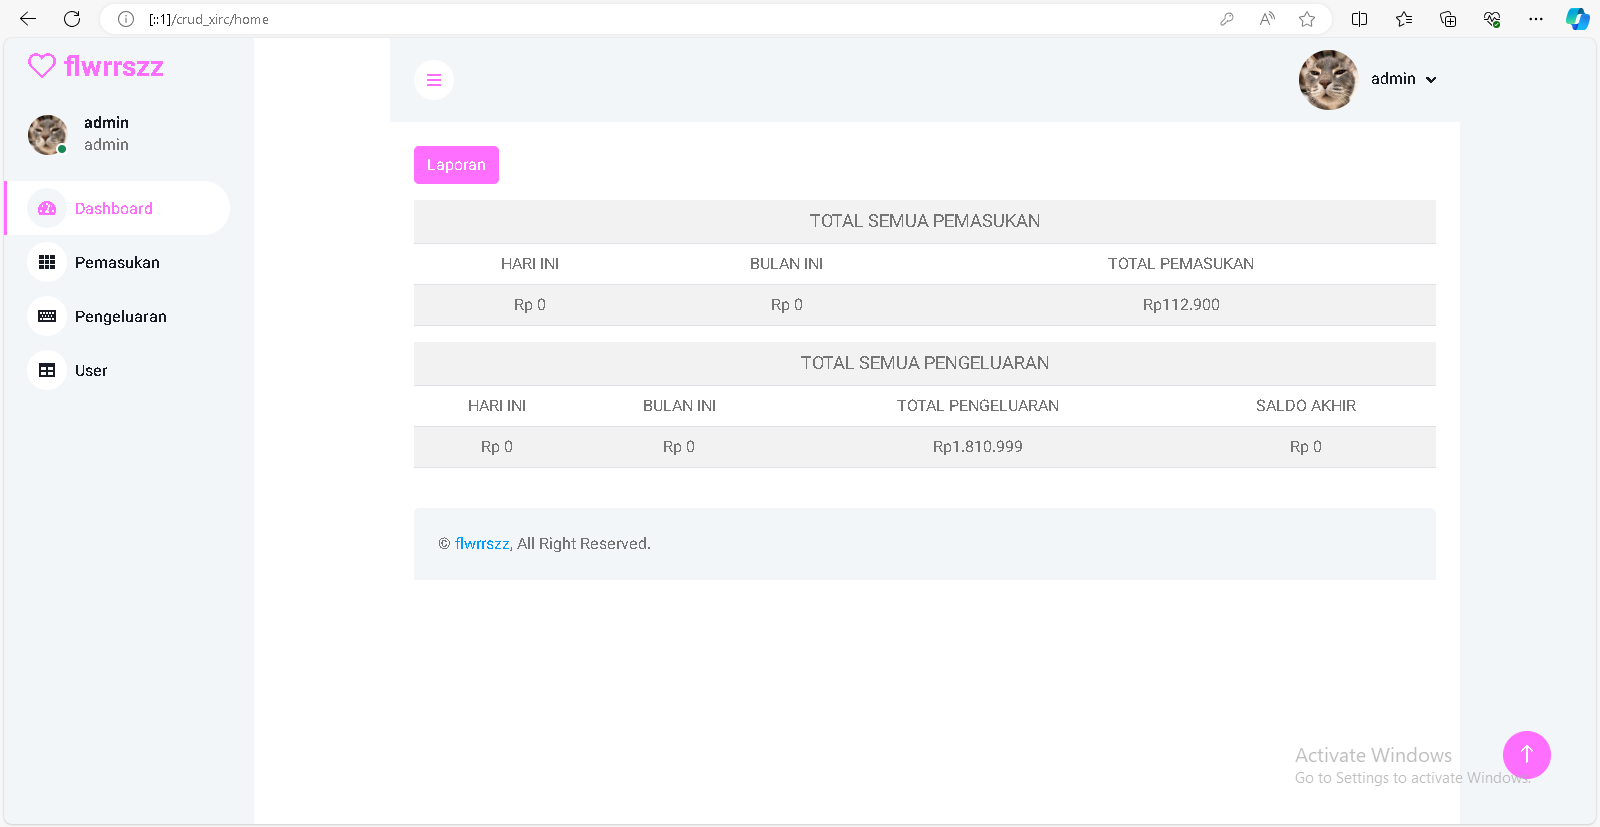 [::1]/crud_xirc/home
flwrrszz
admin
admin
Dashboard
Pemasukan
Pengeluaran
User
admin
Laporan
TOTAL SEMUA PEMASUKAN
HARI INI BULAN INI TOTAL PEMASUKAN
Rp 0 Rp 0 Rp112.900
TOTAL SEMUA PENGELUARAN
HARI INI BULAN INI TOTAL PENGELUARAN SALDO AKHIR
Rp 0 Rp 0 Rp1.810.999 Rp 0
© flwrrszz, All Right Reserved.
Activate Windows
Go to Settings to activate Windows.